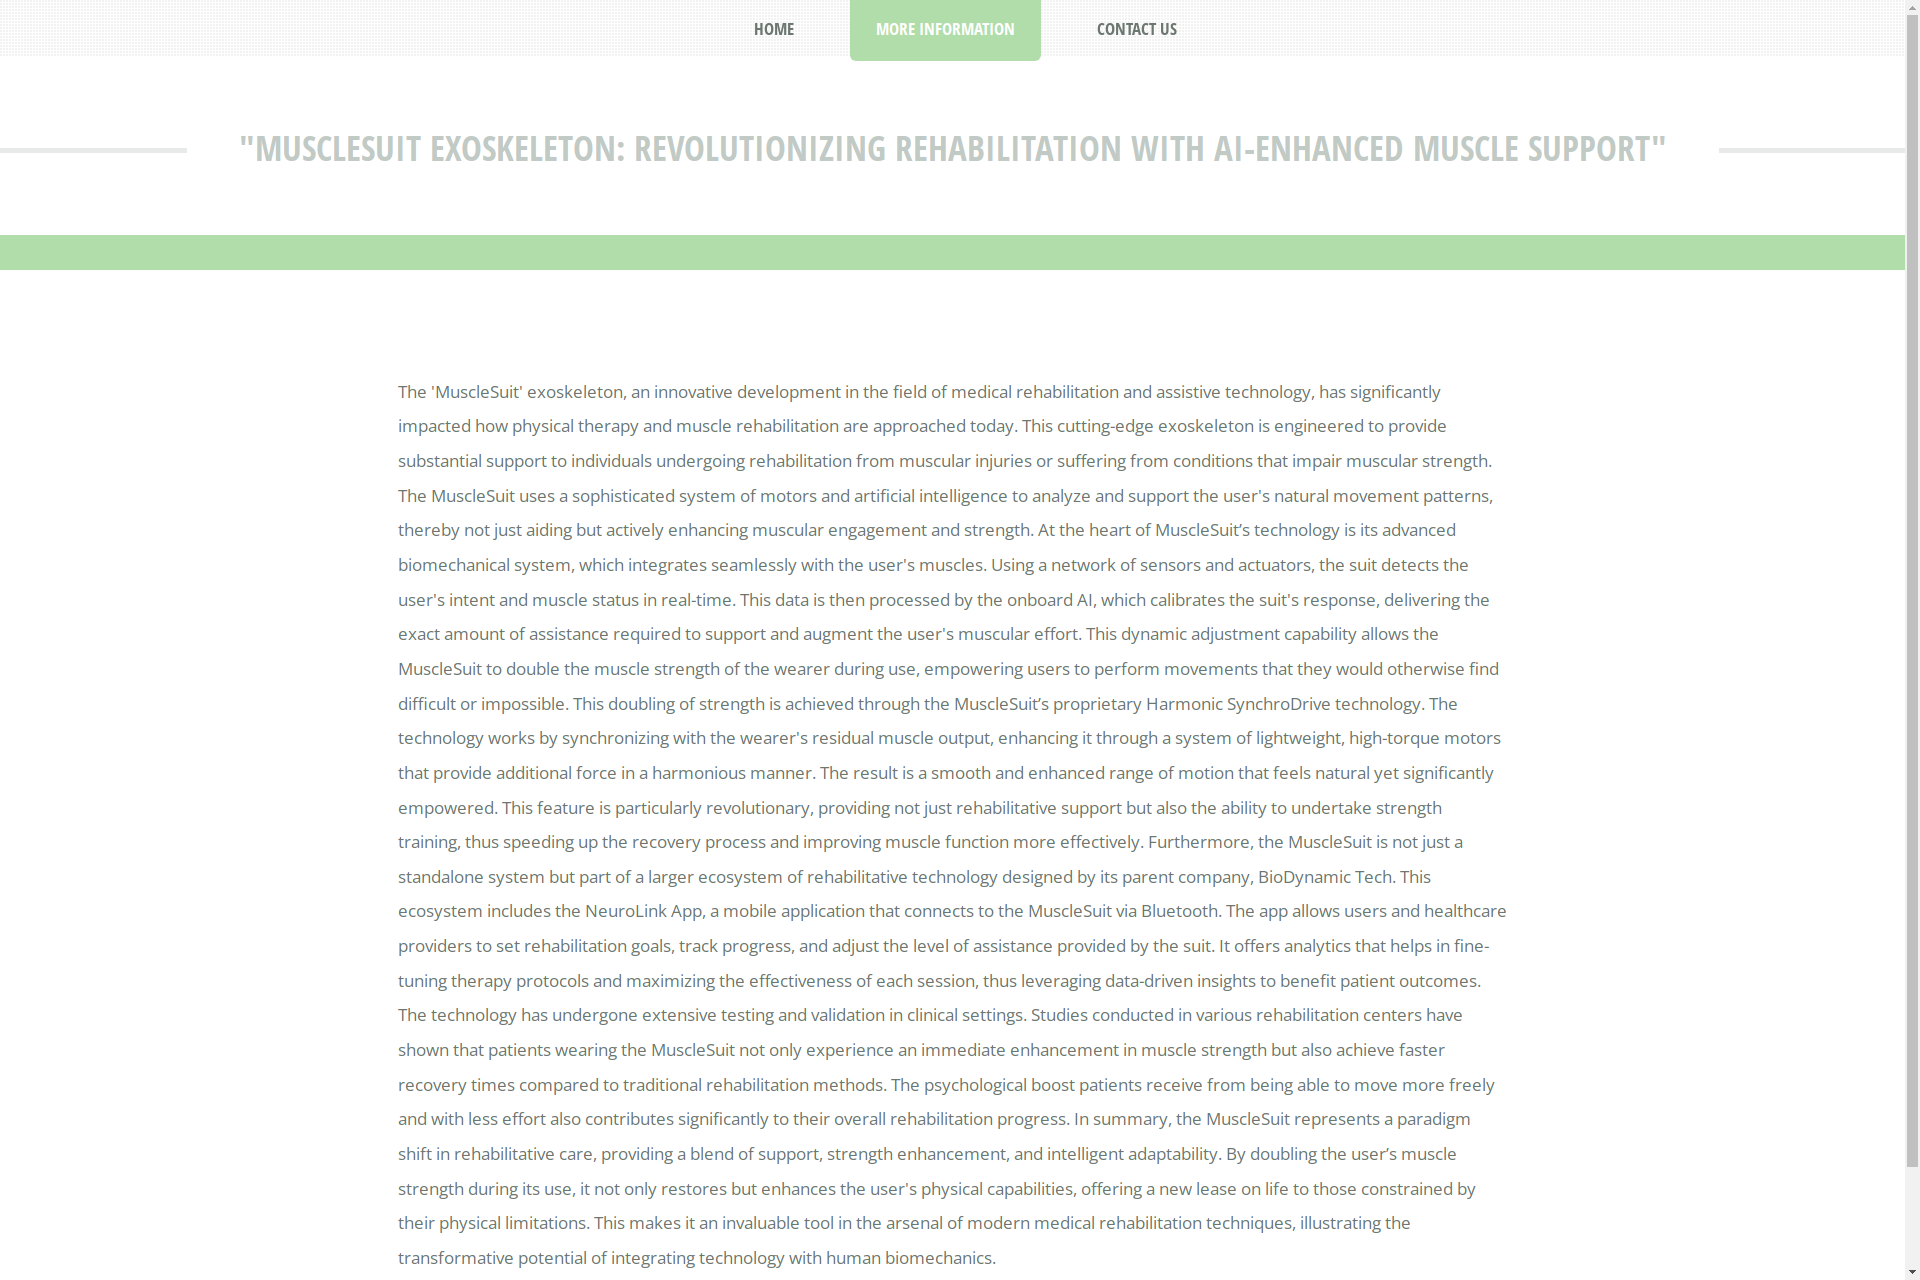 HOME
MORE INFORMATION
CONTACT US
"MUSCLESUIT EXOSKELETON: REVOLUTIONIZING REHABILITATION WITH AI-ENHANCED MUSCLE SUPPORT"
The 'MuscleSuit' exoskeleton, an innovative development in the field of medical rehabilitation and assistive technology, has significantly
impacted how physical therapy and muscle rehabilitation are approached today. This cutting-edge exoskeleton is engineered to provide
substantial support to individuals undergoing rehabilitation from muscular injuries or suffering from conditions that impair muscular strength.
The MuscleSuit uses a sophisticated system of motors and artificial intelligence to analyze and support the user's natural movement patterns,
thereby not just aiding but actively enhancing muscular engagement and strength. At the heart of MuscleSuit’s technology is its advanced
biomechanical system, which integrates seamlessly with the user's muscles. Using a network of sensors and actuators, the suit detects the
user's intent and muscle status in real-time. This data is then processed by the onboard AI, which calibrates the suit's response, delivering the
exact amount of assistance required to support and augment the user's muscular effort. This dynamic adjustment capability allows the
MuscleSuit to double the muscle strength of the wearer during use, empowering users to perform movements that they would otherwise find
difficult or impossible. This doubling of strength is achieved through the MuscleSuit’s proprietary Harmonic SynchroDrive technology. The
technology works by synchronizing with the wearer's residual muscle output, enhancing it through a system of lightweight, high-torque motors
that provide additional force in a harmonious manner. The result is a smooth and enhanced range of motion that feels natural yet significantly
empowered. This feature is particularly revolutionary, providing not just rehabilitative support but also the ability to undertake strength
training, thus speeding up the recovery process and improving muscle function more effectively. Furthermore, the MuscleSuit is not just a
standalone system but part of a larger ecosystem of rehabilitative technology designed by its parent company, BioDynamic Tech. This
ecosystem includes the NeuroLink App, a mobile application that connects to the MuscleSuit via Bluetooth. The app allows users and healthcare
providers to set rehabilitation goals, track progress, and adjust the level of assistance provided by the suit. It offers analytics that helps in fine-
tuning therapy protocols and maximizing the effectiveness of each session, thus leveraging data-driven insights to benefit patient outcomes.
The technology has undergone extensive testing and validation in clinical settings. Studies conducted in various rehabilitation centers have
shown that patients wearing the MuscleSuit not only experience an immediate enhancement in muscle strength but also achieve faster
recovery times compared to traditional rehabilitation methods. The psychological boost patients receive from being able to move more freely
and with less effort also contributes significantly to their overall rehabilitation progress. In summary, the MuscleSuit represents a paradigm
shift in rehabilitative care, providing a blend of support, strength enhancement, and intelligent adaptability. By doubling the user’s muscle
strength during its use, it not only restores but enhances the user's physical capabilities, offering a new lease on life to those constrained by
their physical limitations. This makes it an invaluable tool in the arsenal of modern medical rehabilitation techniques, illustrating the
transformative potential of integrating technology with human biomechanics.